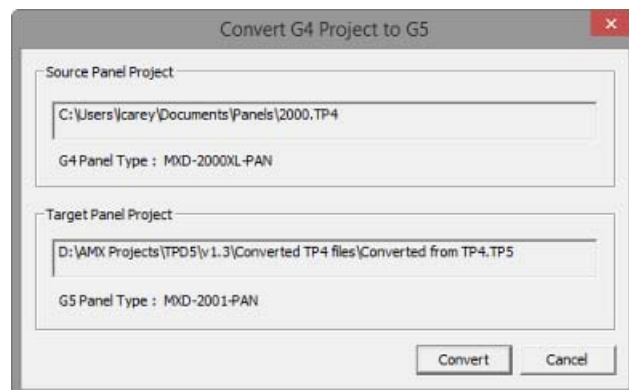 Convert G4 Project to G5
Source Panel Project
C:\Users\lcarey\Documents\Panels\2000.TP4
G4 Panel Type : MXD-2000XL-PAN
Target Panel Project
D:\AMX Projects\TPD5\v1.3\Converted TP4 files\Converted from TP4.TP5
G5 Panel Type : MXD-2001-PAN
Convert Cancel